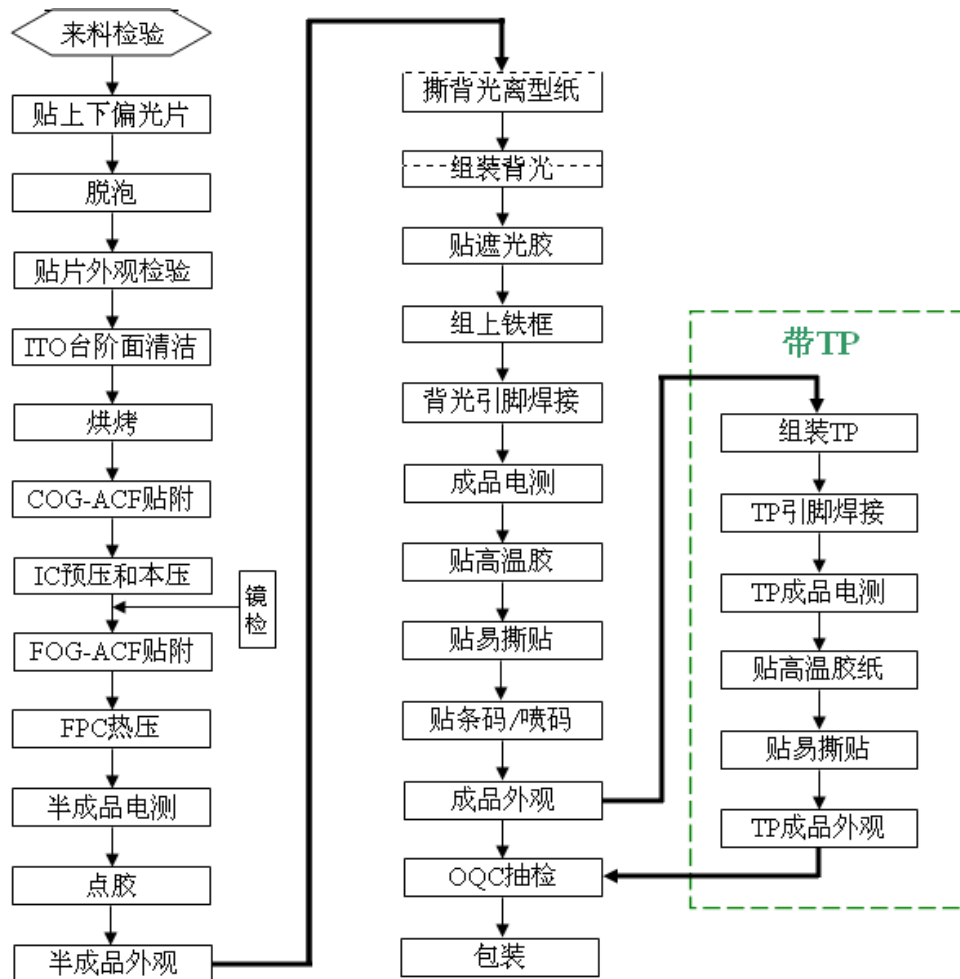 来料检验
贴上下偏光片
脱泡
贴片外观检验
ITO台阶面清洁
烘烤
COG-ACF贴附
IC预压和本压
镜
检
FOG-ACF贴附
FPC热压
半成品电测
点胶
半成品外观
撕背光离型纸
组装背光
贴遮光胶
组上铁框
背光引脚焊接
成品电测
贴高温胶
贴易撕贴
贴条码/喷码
成品外观
OQC抽检
包装
带TP
组装TP
TP引脚焊接
TP成品电测
贴高温胶纸
贴易撕贴
TP成品外观